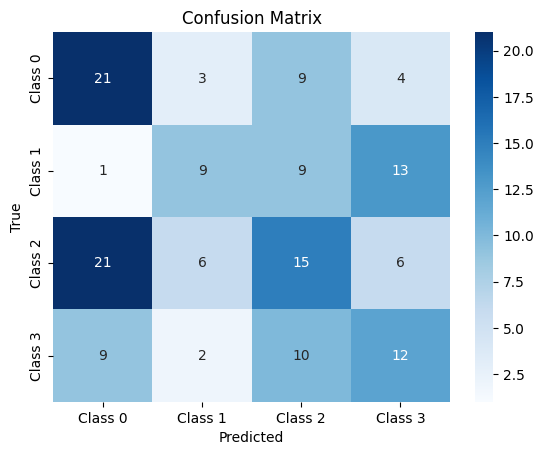 Confusion Matrix
Class 0 21 3 9 4
Class 1 1 9 9 13
Class 2 21 6 15 6
Class 3 9 2 10 12
Class 0 Class 1 Class 2 Class 3
Predicted
True
20.0
17.5
15.0
12.5
10.0
7.5
5.0
2.5